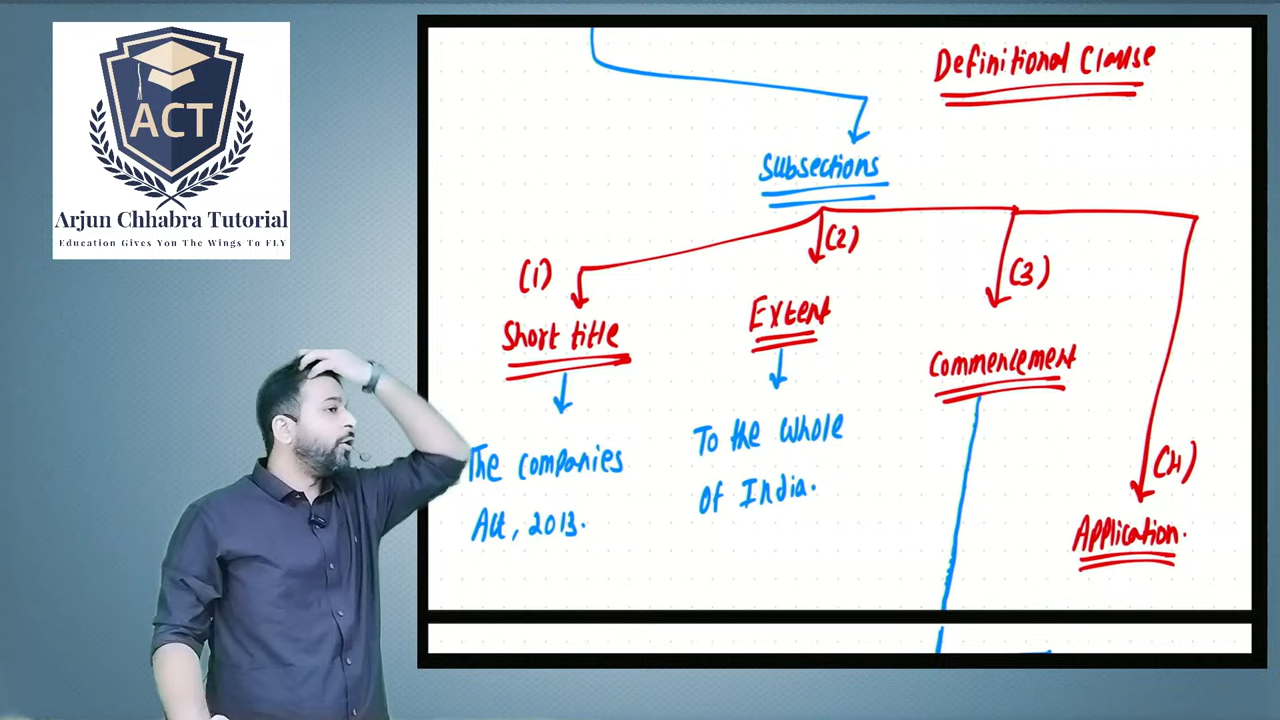 ACT
Arjun Chhabra Tutorial
Education Gives You The Wings To FLY
Definitional Clause
Subsections
(1)
Short title
The Companies
Act, 2013.
(2)
Extent
To the whole
of India.
(3)
Commencement
(4)
Application.